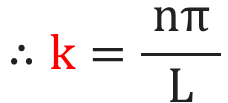 ∴ k = nπ/L